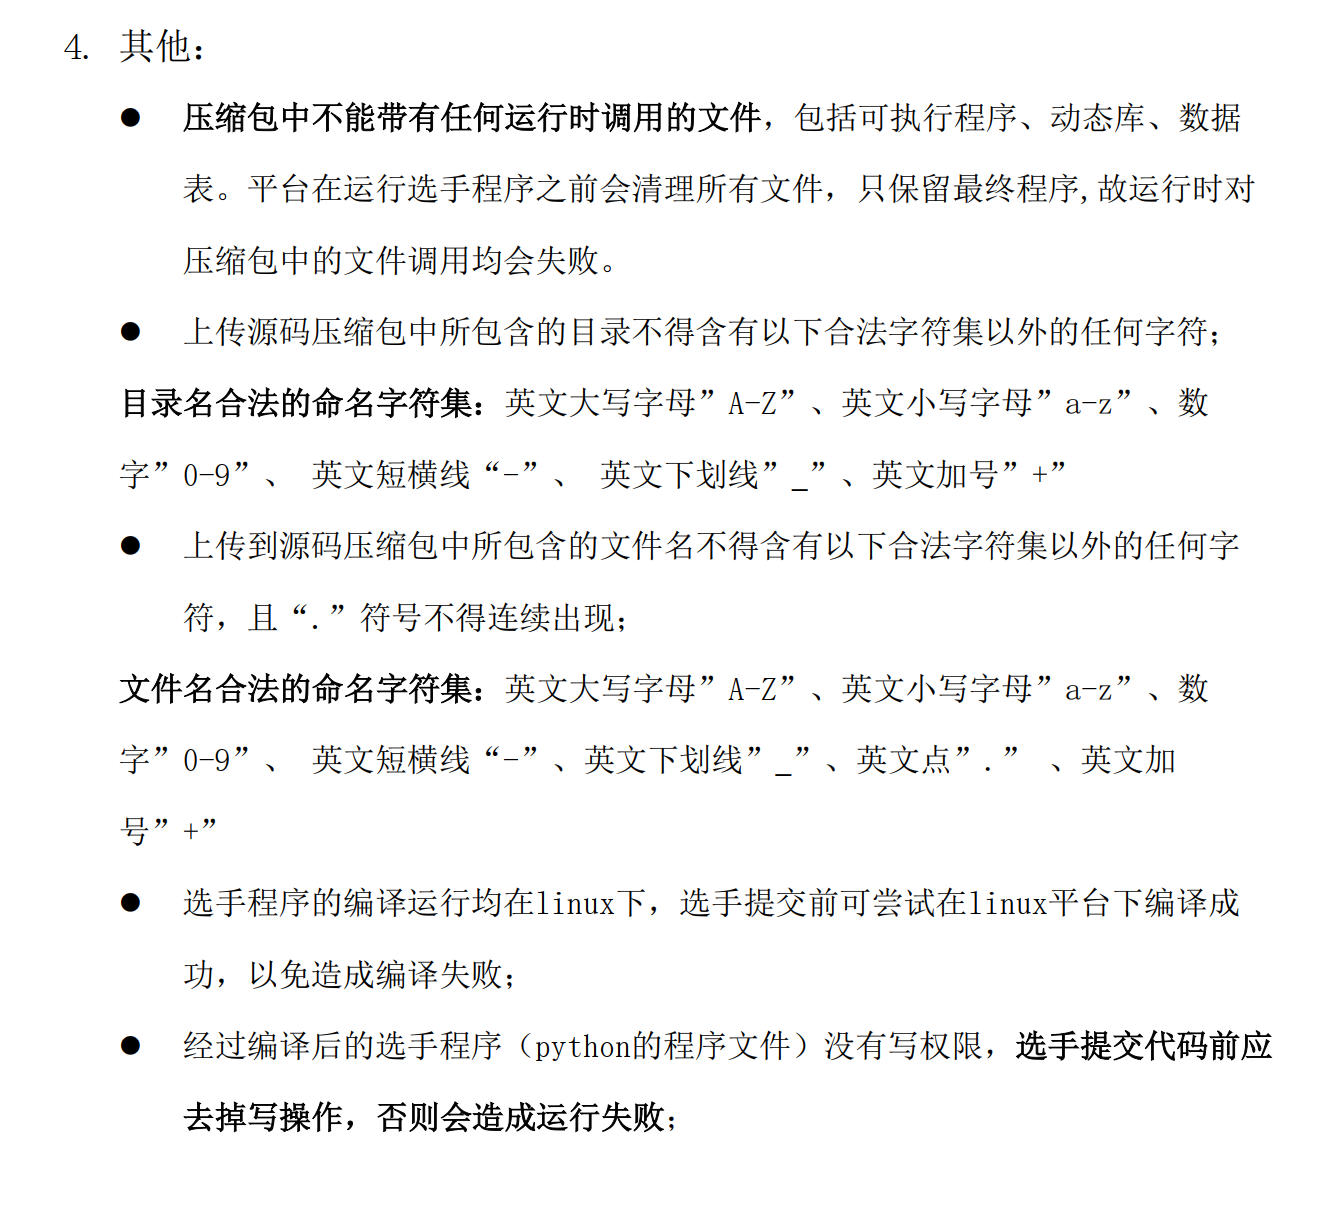 4. 其他：
● 压缩包中不能带有任何运行时调用的文件，包括可执行程序、动态库、数据
表。平台在运行选手程序之前会清理所有文件，只保留最终程序,故运行时对
压缩包中的文件调用均会失败。
● 上传源码压缩包中所包含的目录不得含有以下合法字符集以外的任何字符；
目录名合法的命名字符集：英文大写字母”A-Z”、英文小写字母”a-z”、数
字”0-9”、 英文短横线“-”、 英文下划线”_”、英文加号”+”
● 上传到源码压缩包中所包含的文件名不得含有以下合法字符集以外的任何字
符，且“.”符号不得连续出现；
文件名合法的命名字符集：英文大写字母”A-Z”、英文小写字母”a-z”、数
字”0-9”、 英文短横线“-”、英文下划线”_”、英文点”.” 、英文加
号”+”
● 选手程序的编译运行均在linux下，选手提交前可尝试在linux平台下编译成
功，以免造成编译失败；
● 经过编译后的选手程序（python的程序文件）没有写权限，选手提交代码前应
去掉写操作，否则会造成运行失败；